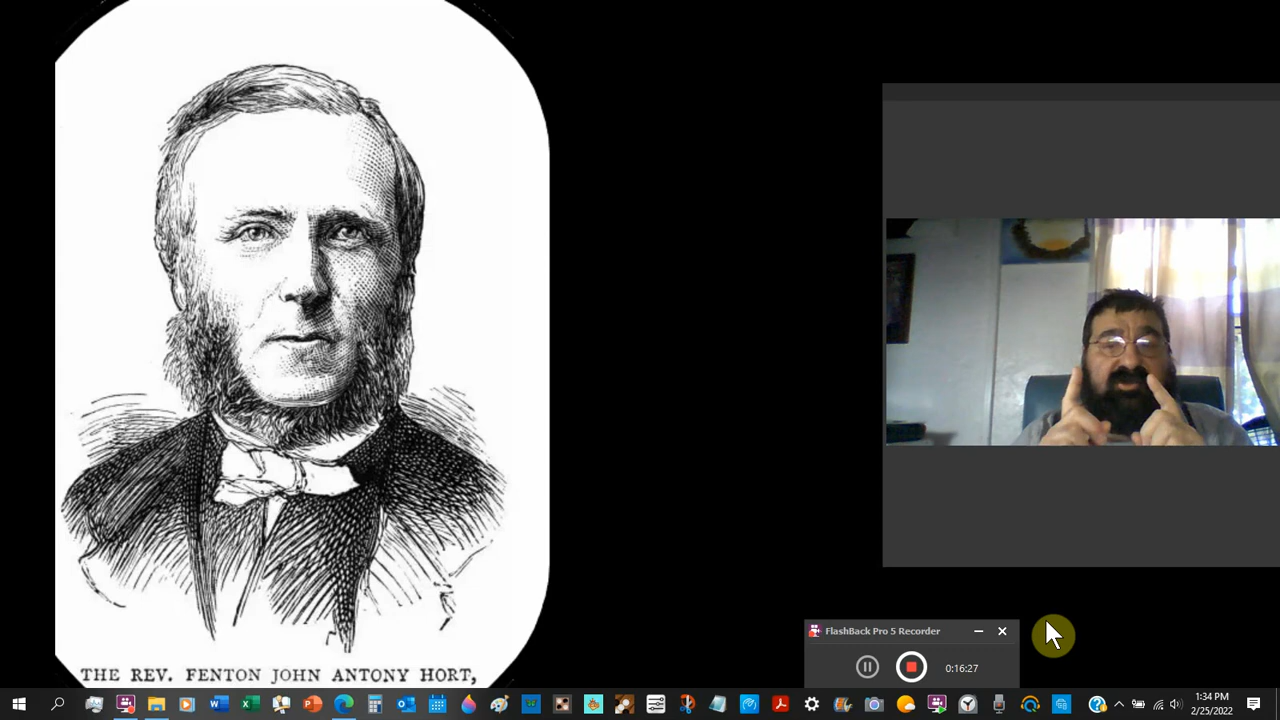 THE REV. FENTON JOHN ANTONY HORT,
FlashBack Pro 5 Recorder
0:16:27
1:34 PM
2/25/2022